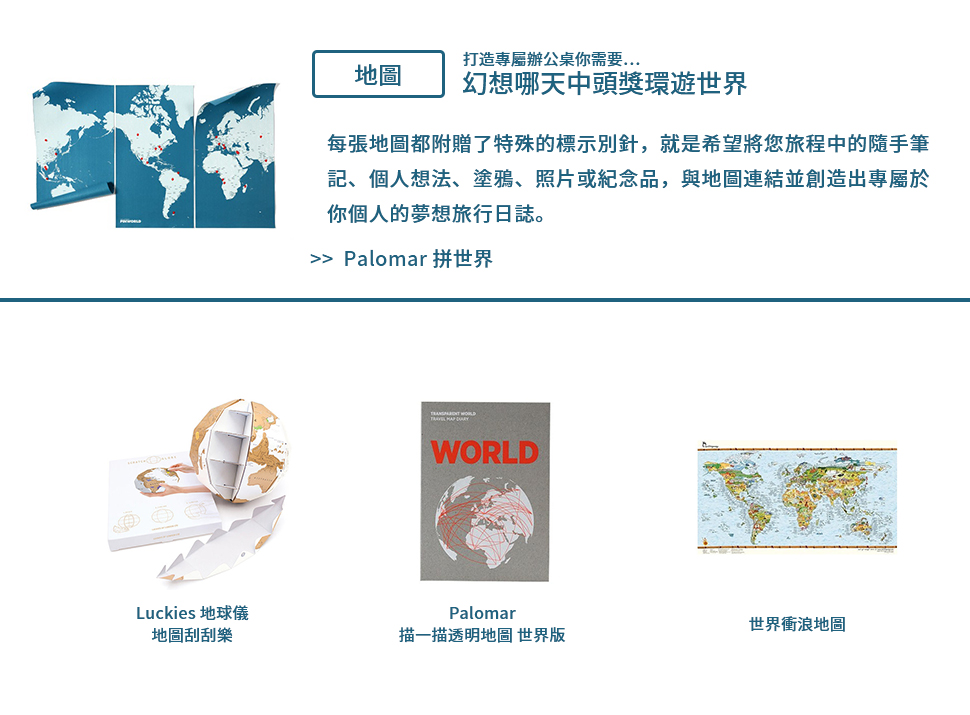 地圖
打造專屬辦公桌你需要…
幻想哪天中頭獎環遊世界
每張地圖都附贈了特殊的標示別針，就是希望將您旅程中的隨手筆
記、個人想法、塗鴉、照片或紀念品，與地圖連結並創造出專屬於
你個人的夢想旅行日誌。
>> Palomar 拼世界
TRANSPARENT WORLD
TRAVEL MAP DIARY
WORLD
Luckies 地球儀
地圖刮刮樂
Palomar
描一描透明地圖 世界版
世界衝浪地圖